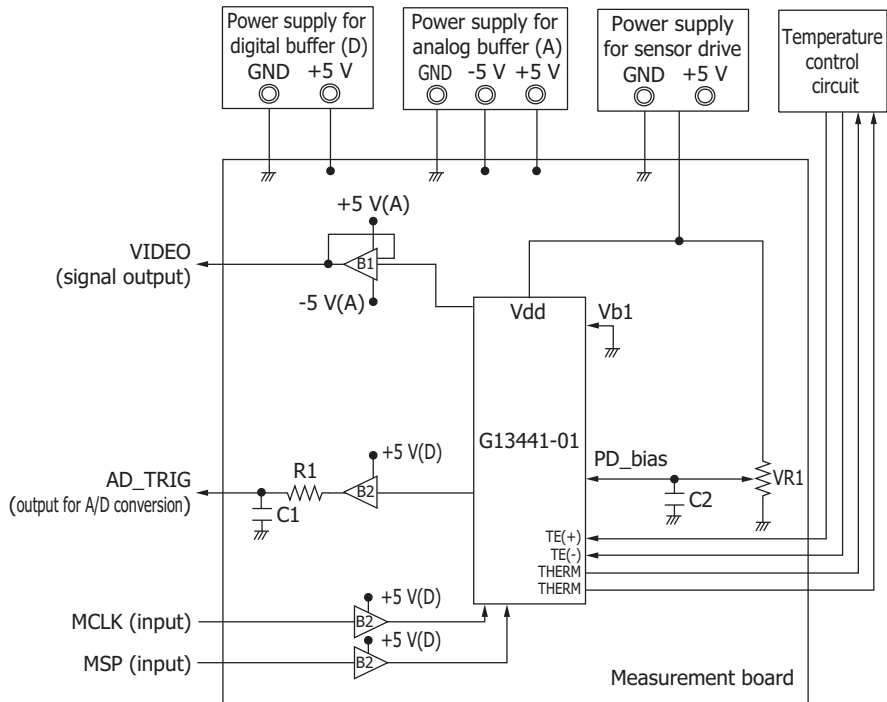 Power supply for
digital buffer (D)
GND +5 V
Power supply for
analog buffer (A)
GND -5 V +5 V
Power supply
for sensor drive
GND +5 V
Temperature
control
circuit
+5 V(A)
VIDEO
(signal output)
B1
-5 V(A)
Vdd
Vb1
G13441-01
+5 V(D)
AD_TRIG
(output for A/D conversion)
R1
B2
C1
PD_bias
VR1
C2
TE(+)
TE(-)
THERM
THERM
+5 V(D)
MCLK (input)
B2
+5 V(D)
MSP (input)
B2
Measurement board